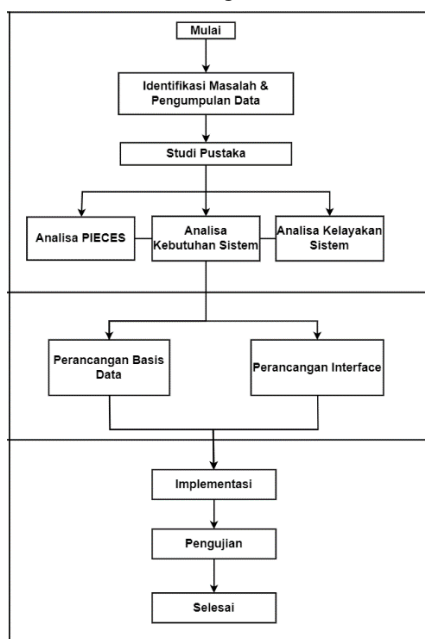 Mulai
Identifikasi Masalah &
Pengumpulan Data
Studi Pustaka
Analisa PIECES
Analisa
Kebutuhan Sistem
Analisa Kelayakan
Sistem
Perancangan Basis
Data
Perancangan Interface
Implementasi
Pengujian
Selesai